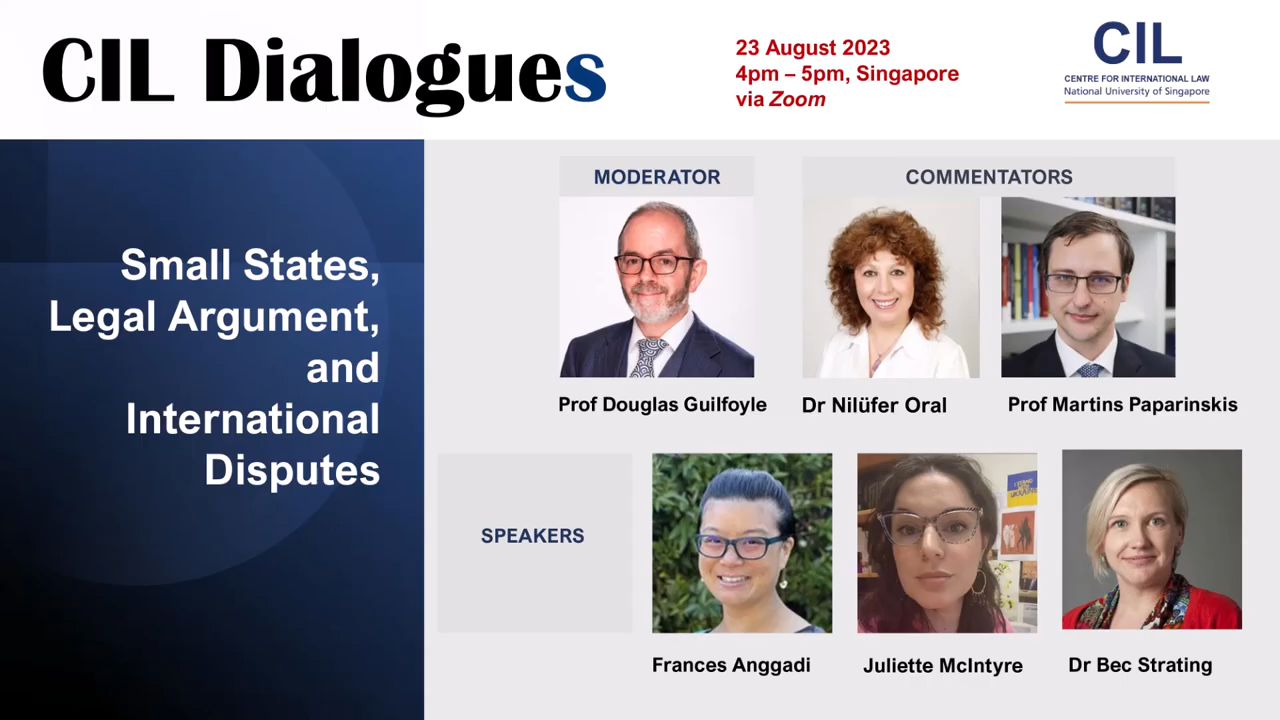 CIL Dialogues
23 August 2023
4pm – 5pm, Singapore
via Zoom
CIL
CENTRE FOR INTERNATIONAL LAW
National University of Singapore
Small States,
Legal Argument,
and
International
Disputes
MODERATOR
COMMENTATORS
Prof Douglas Guilfoyle
Dr Nilüfer Oral
Prof Martins Paparinskis
SPEAKERS
Frances Anggadi
Juliette McIntyre
Dr Bec Strating